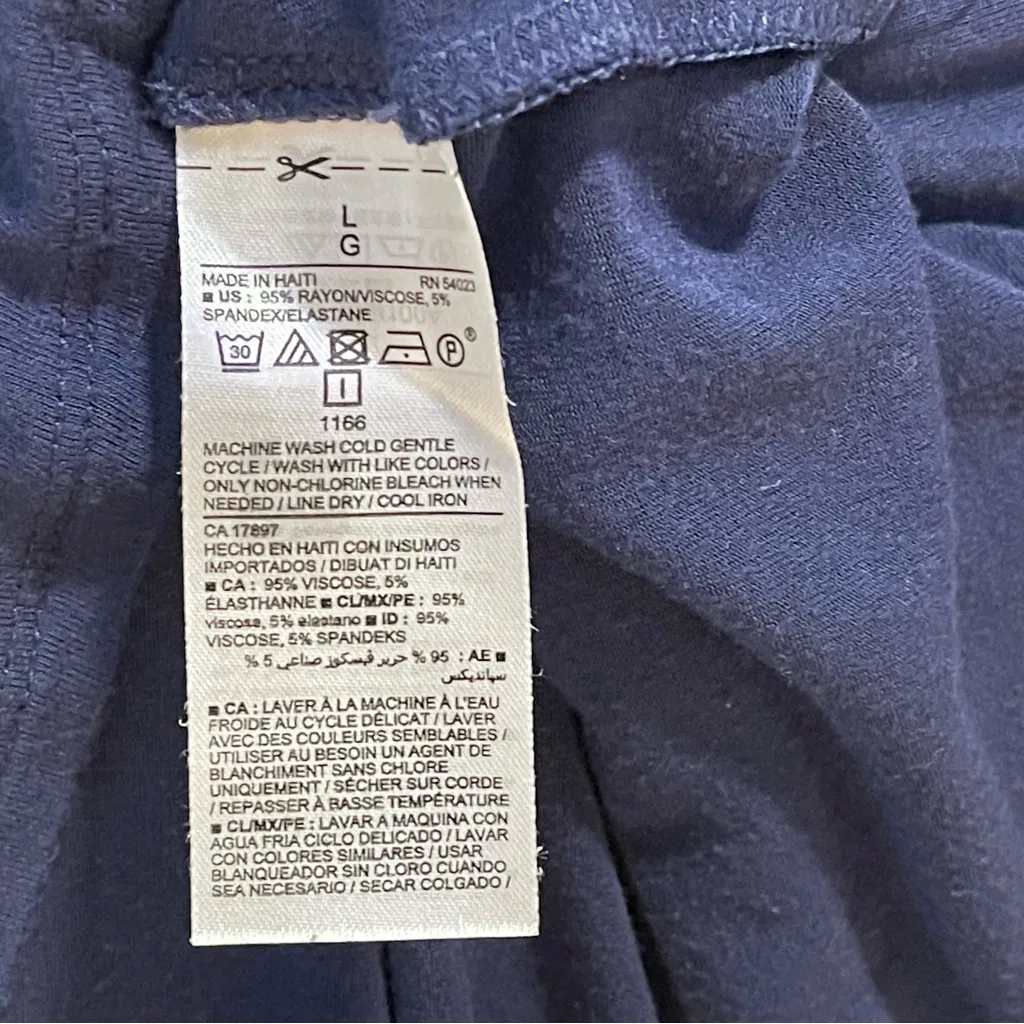 L
G
MADE IN HAITI RN 54023
US : 95% RAYON/VISCOSE, 5%
SPANDEX/ELASTANE
30 P ®
I
1166
MACHINE WASH COLD GENTLE
CYCLE / WASH WITH LIKE COLORS /
ONLY NON-CHLORINE BLEACH WHEN
NEEDED / LINE DRY / COOL IRON
CA 17897
HECHO EN HAITI CON INSUMOS
IMPORTADOS / DIBUAT DI HAITI
CA : 95% VISCOSE, 5%
ÉLASTHANNE CL/MX/PE : 95%
viscosa, 5% elastano ID : 95%
VISCOSE, 5% SPANDEKS
AE : 95 % حرير ڤيسكوز صناعي 5 %
سپانديكس
CA : LAVER À LA MACHINE À L'EAU
FROIDE AU CYCLE DÉLICAT / LAVER
AVEC DES COULEURS SEMBLABLES /
UTILISER AU BESOIN UN AGENT DE
BLANCHIMENT SANS CHLORE
UNIQUEMENT / SÉCHER SUR CORDE
/ REPASSER À BASSE TEMPÉRATURE
CL/MX/PE : LAVAR A MAQUINA CON
AGUA FRIA CICLO DELICADO / LAVAR
CON COLORES SIMILARES / USAR
BLANQUEADOR SIN CLORO CUANDO
SEA NECESARIO / SECAR COLGADO /